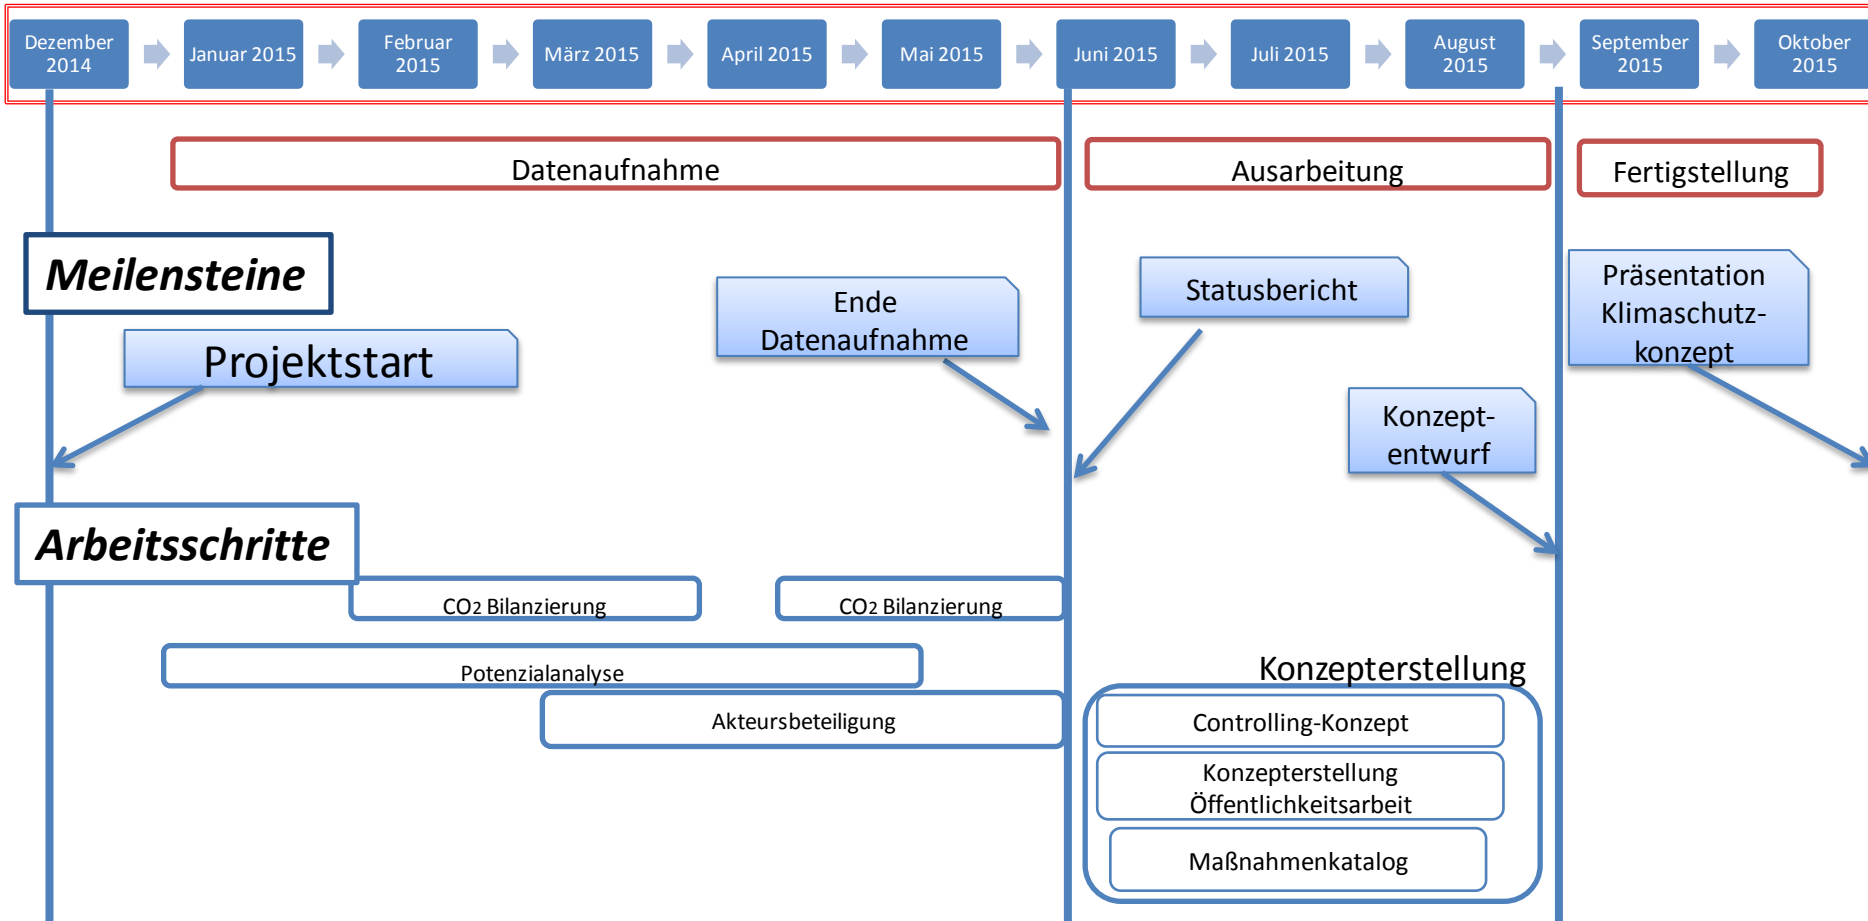 Dezember
2014
Januar 2015
Februar
2015
März 2015
April 2015
Mai 2015
Juni 2015
Juli 2015
August
2015
September
2015
Oktober
2015
Datenaufnahme
Ausarbeitung
Fertigstellung
Meilensteine
Projektstart
Ende
Datenaufnahme
Statusbericht
Konzept-
entwurf
Präsentation
Klimaschutz-
konzept
Arbeitsschritte
CO2 Bilanzierung
CO2 Bilanzierung
Potenzialanalyse
Akteursbeteiligung
Konzepterstellung
Controlling-Konzept
Konzepterstellung
Öffentlichkeitsarbeit
Maßnahmenkatalog